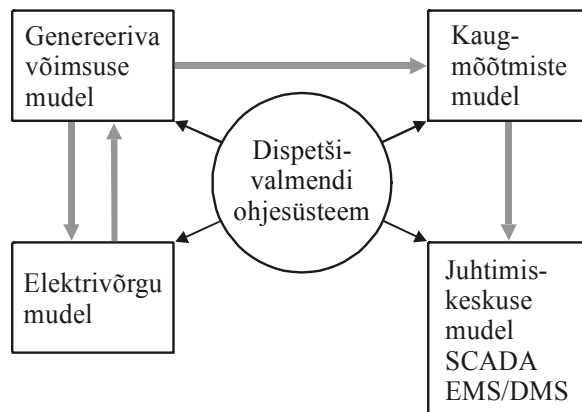 Genereeriva
võimsuse
mudel
Kaug-
mõõtmiste
mudel
Dispetši-
valmendi
ohjesüsteem
Elektrivõrgu
mudel
Juhtimis-
keskuse
mudel
SCADA
EMS/DMS